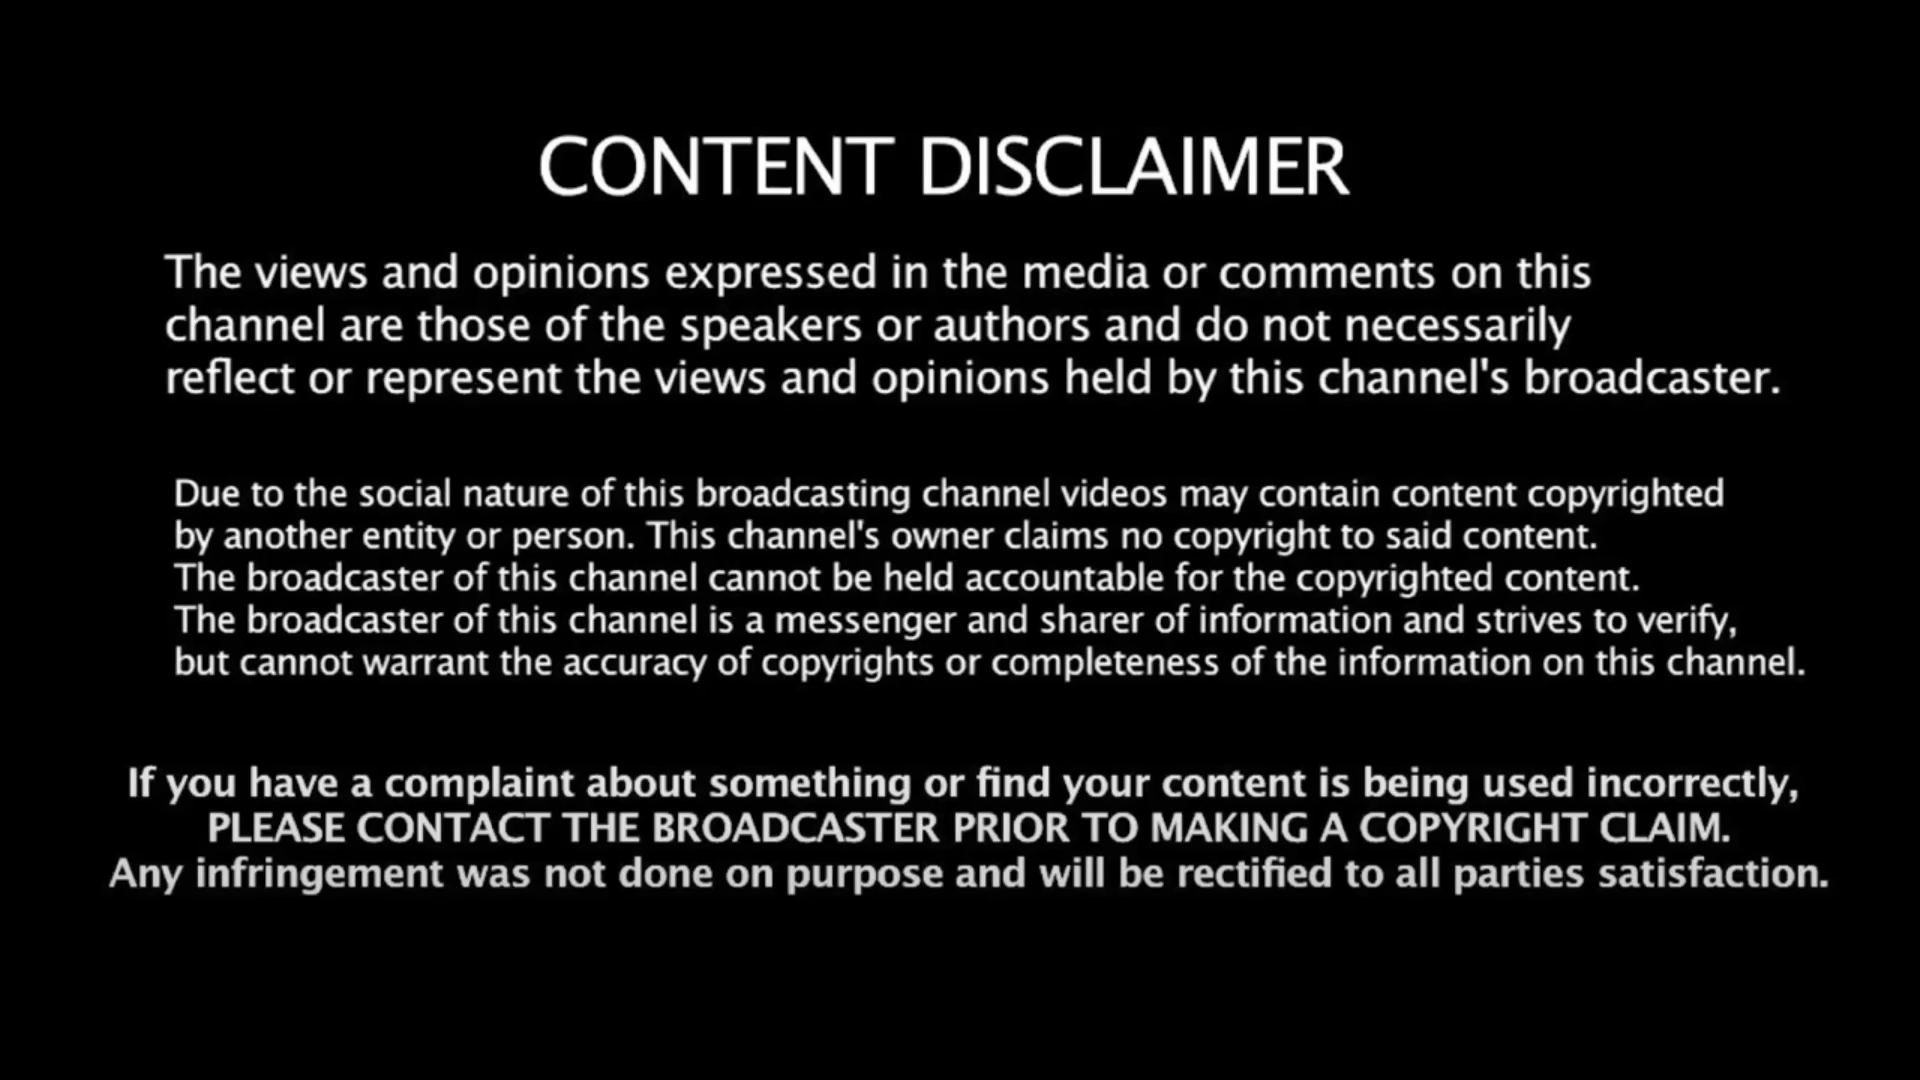 CONTENT DISCLAIMER
The views and opinions expressed in the media or comments on this
channel are those of the speakers or authors and do not necessarily
reflect or represent the views and opinions held by this channel's broadcaster.
Due to the social nature of this broadcasting channel videos may contain content copyrighted
by another entity or person. This channel's owner claims no copyright to said content.
The broadcaster of this channel cannot be held accountable for the copyrighted content.
The broadcaster of this channel is a messenger and sharer of information and strives to verify,
but cannot warrant the accuracy of copyrights or completeness of the information on this channel.
If you have a complaint about something or find your content is being used incorrectly,
PLEASE CONTACT THE BROADCASTER PRIOR TO MAKING A COPYRIGHT CLAIM.
Any infringement was not done on purpose and will be rectified to all parties satisfaction.